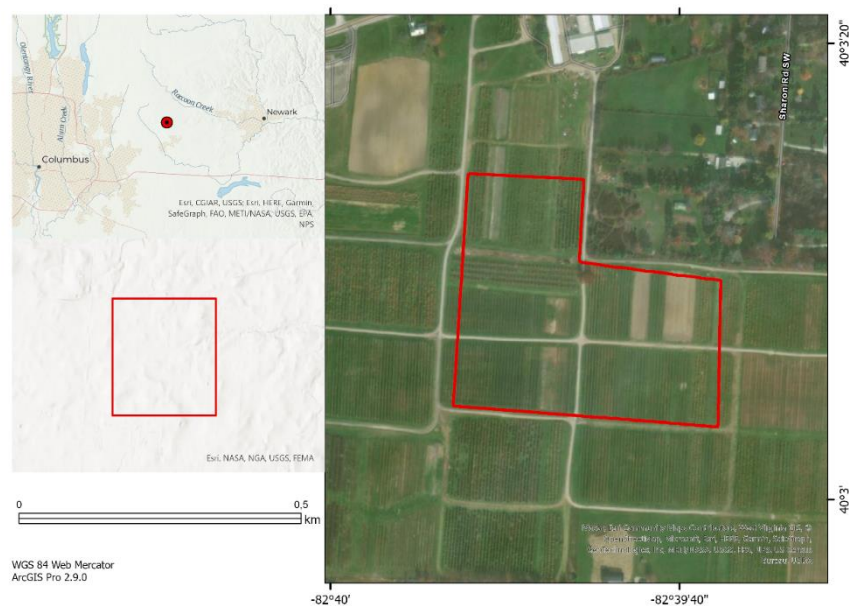 Olentangy River
Alum Creek
Raccoon Creek
Newark
Columbus
Esri, CGIAR, USGS; Esri, HERE, Garmin,
SafeGraph, FAO, METI/NASA, USGS, EPA,
NPS
Esri, NASA, NGA, USGS, FEMA
0
0,5
km
WGS 84 Web Mercator
ArcGIS Pro 2.9.0
Sharon Rd SW
40°3'20"
40°3'
-82°40'
-82°39'40"